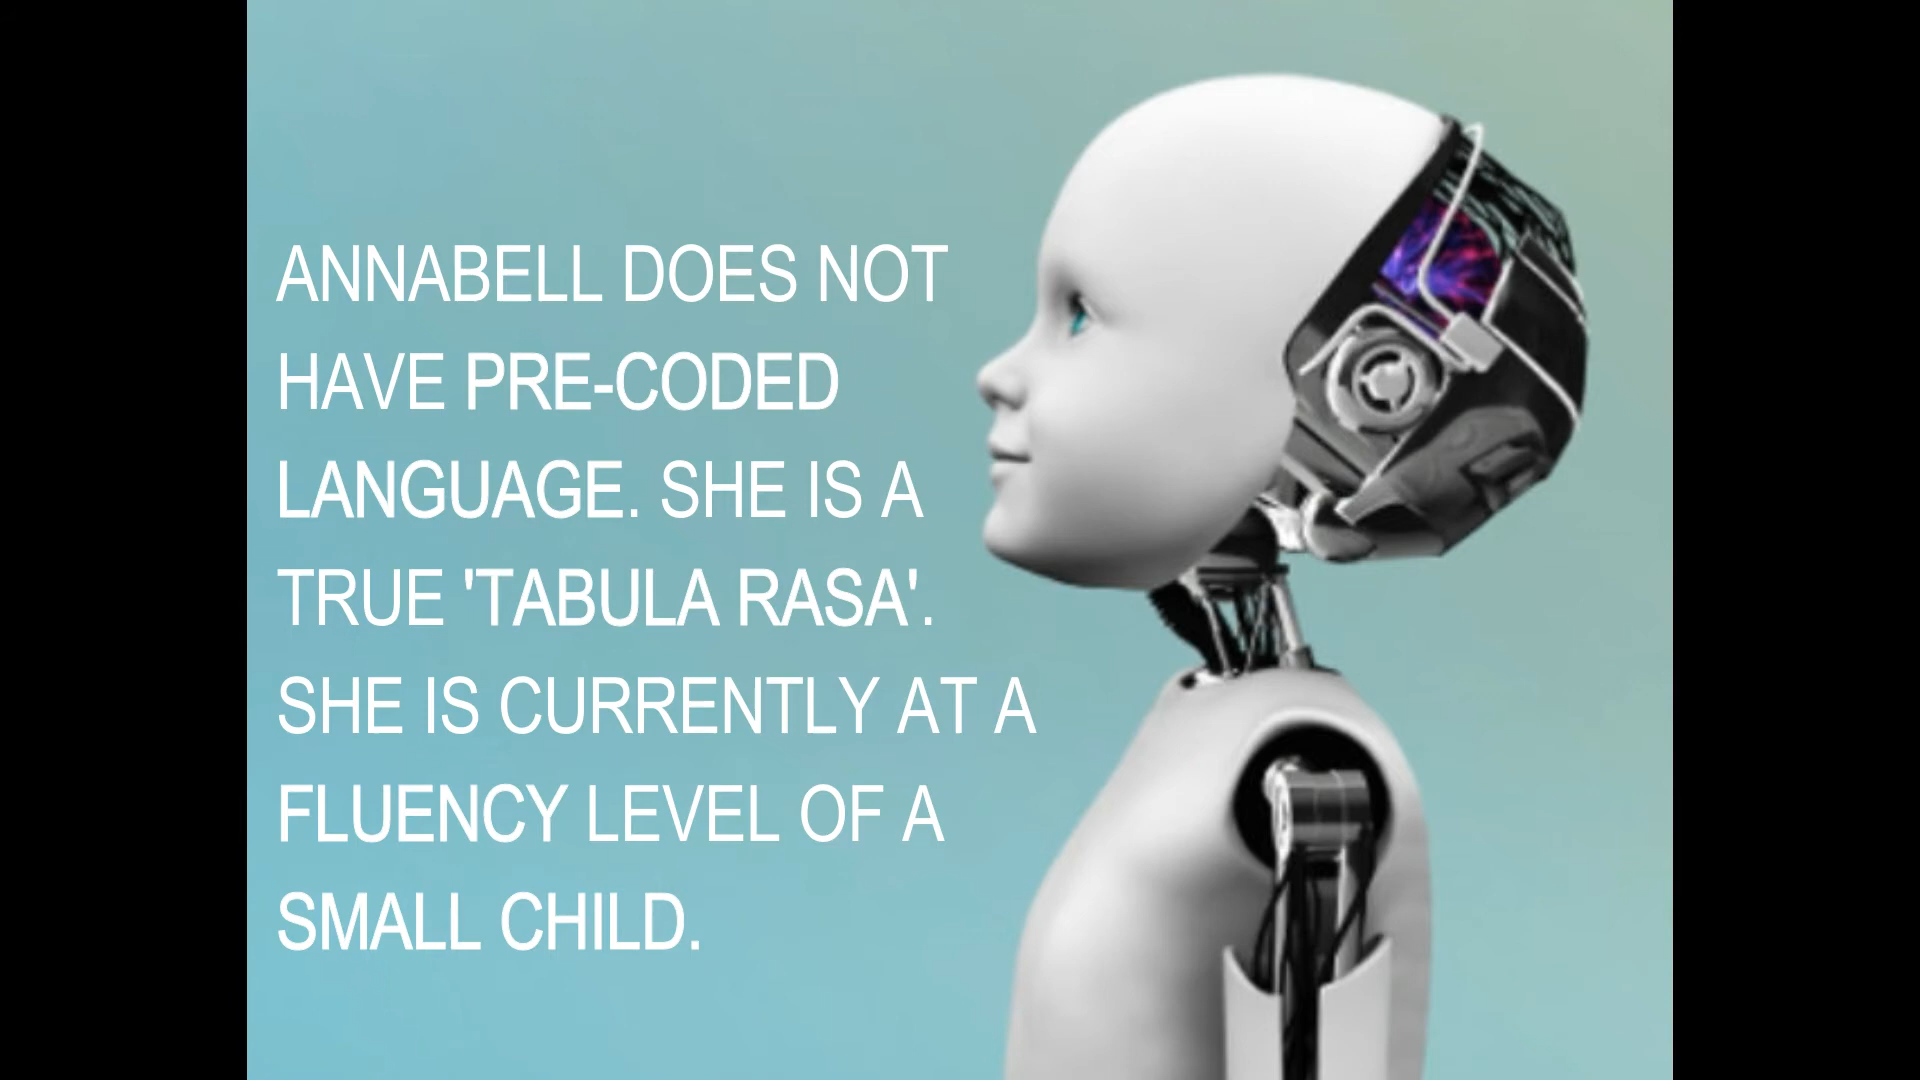 ANNABELL DOES NOT
HAVE PRE-CODED
LANGUAGE. SHE IS A
TRUE 'TABULA RASA'.
SHE IS CURRENTLY AT A
FLUENCY LEVEL OF A
SMALL CHILD.